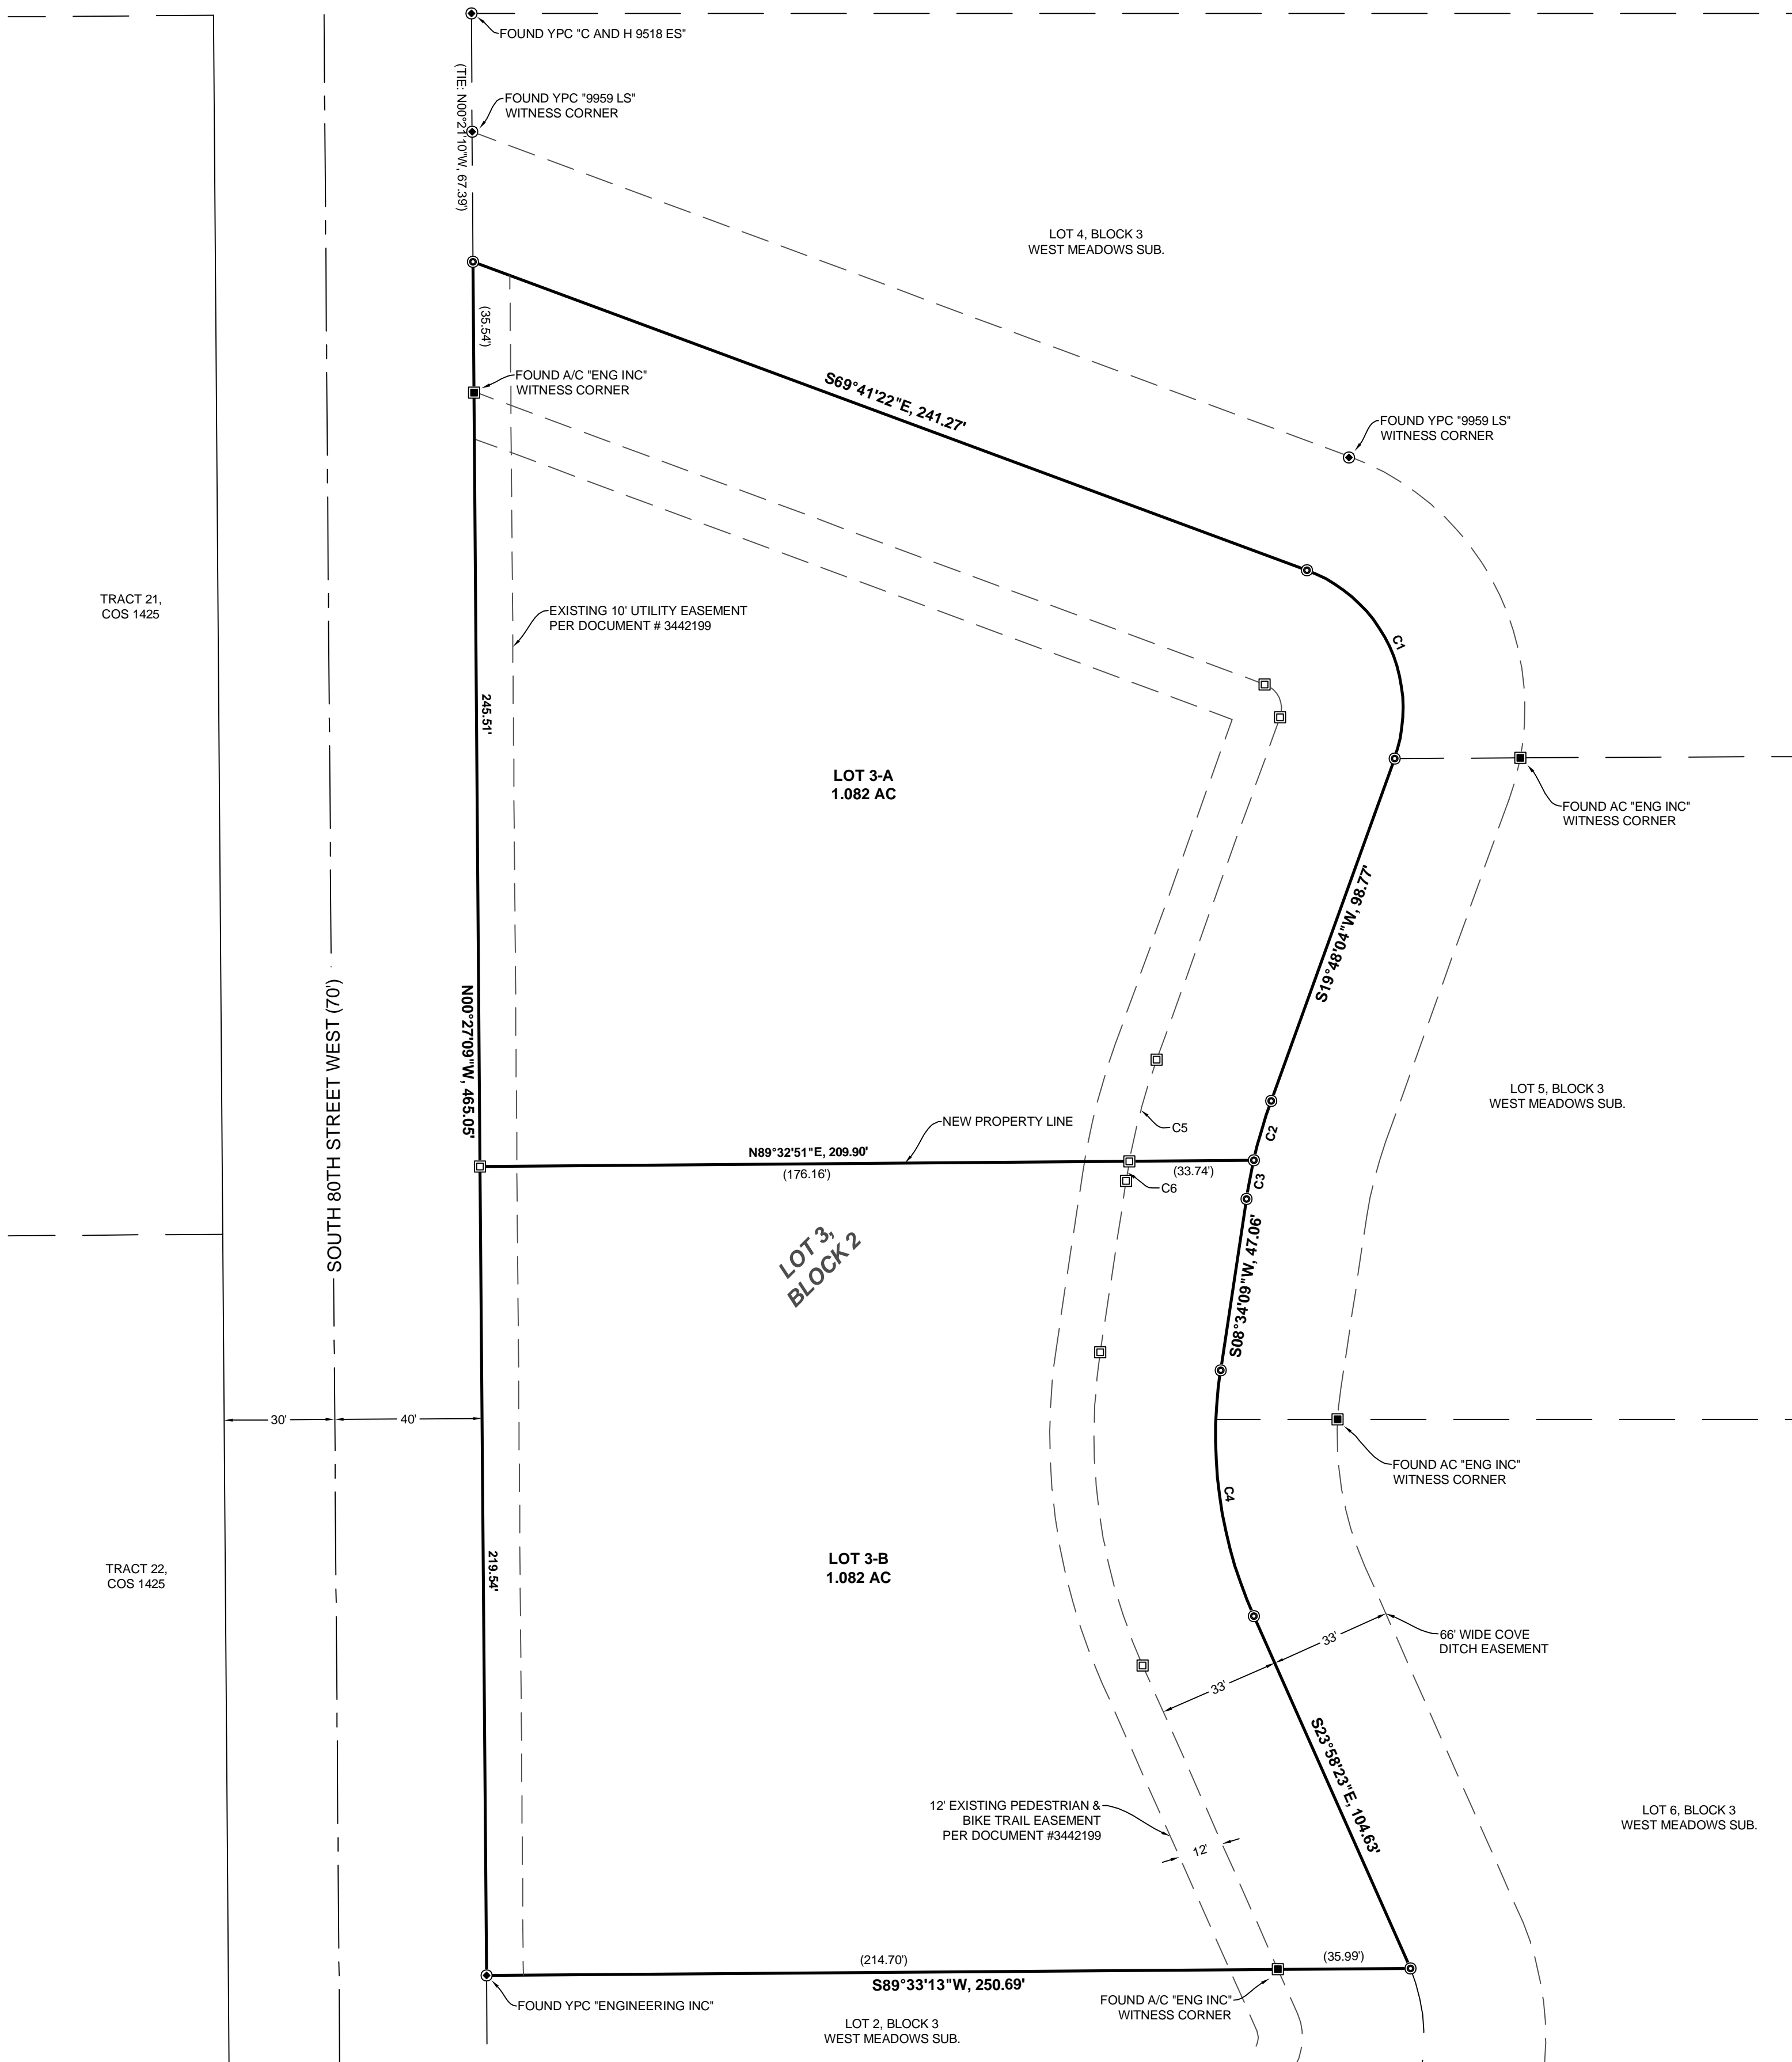 FOUND YPC "C AND H 9518 ES"
(TIE: N00°21'10"W, 67.39')
FOUND YPC "9959 LS"
WITNESS CORNER
LOT 4, BLOCK 3
WEST MEADOWS SUB.
(35.54')
FOUND A/C "ENG INC"
WITNESS CORNER
S69°41'22"E, 241.27'
FOUND YPC "9959 LS"
WITNESS CORNER
TRACT 21,
COS 1425
EXISTING 10' UTILITY EASEMENT
PER DOCUMENT # 3442199
C1
245.51'
LOT 3-A
1.082 AC
FOUND AC "ENG INC"
WITNESS CORNER
S19°48'04"W, 98.77'
N00°27'09"W, 465.05'
SOUTH 80TH STREET WEST (70')
LOT 5, BLOCK 3
WEST MEADOWS SUB.
NEW PROPERTY LINE
C5
C2
N89°32'51"E, 209.90'
(176.16')
(33.74')
C6
C3
LOT 3,
BLOCK 2
S08°34'09"W, 47.06'
30'
40'
FOUND AC "ENG INC"
WITNESS CORNER
C4
219.54'
LOT 3-B
1.082 AC
TRACT 22,
COS 1425
33'
66' WIDE COVE
DITCH EASEMENT
33'
S23°58'23"E, 104.63'
12' EXISTING PEDESTRIAN &
BIKE TRAIL EASEMENT
PER DOCUMENT #3442199
12'
LOT 6, BLOCK 3
WEST MEADOWS SUB.
(214.70')
(35.99')
S89°33'13"W, 250.69'
FOUND YPC "ENGINEERING INC"
FOUND A/C "ENG INC"
WITNESS CORNER
LOT 2, BLOCK 3
WEST MEADOWS SUB.